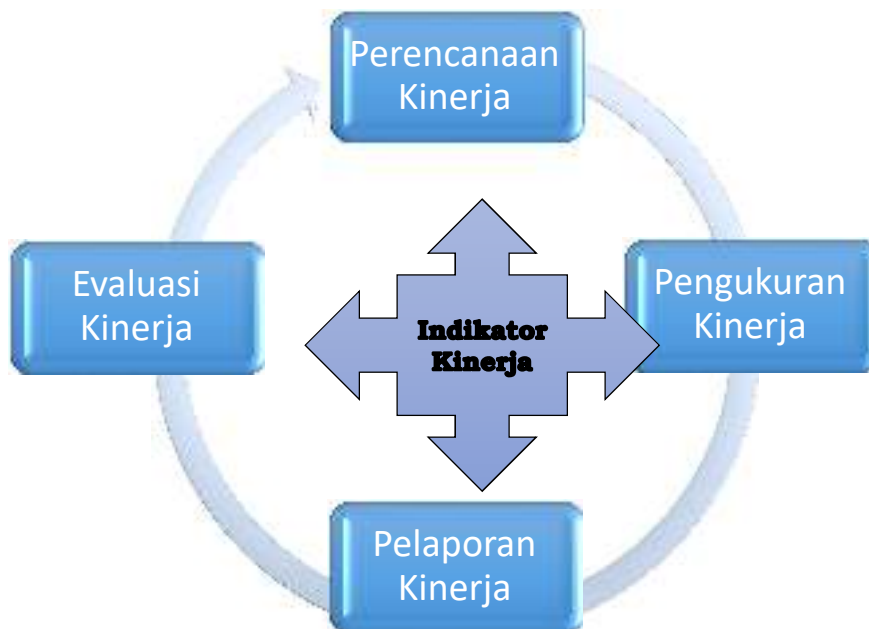 Perencanaan
Kinerja
Evaluasi
Kinerja
Indikator
Kinerja
Pengukuran
Kinerja
Pelaporan
Kinerja